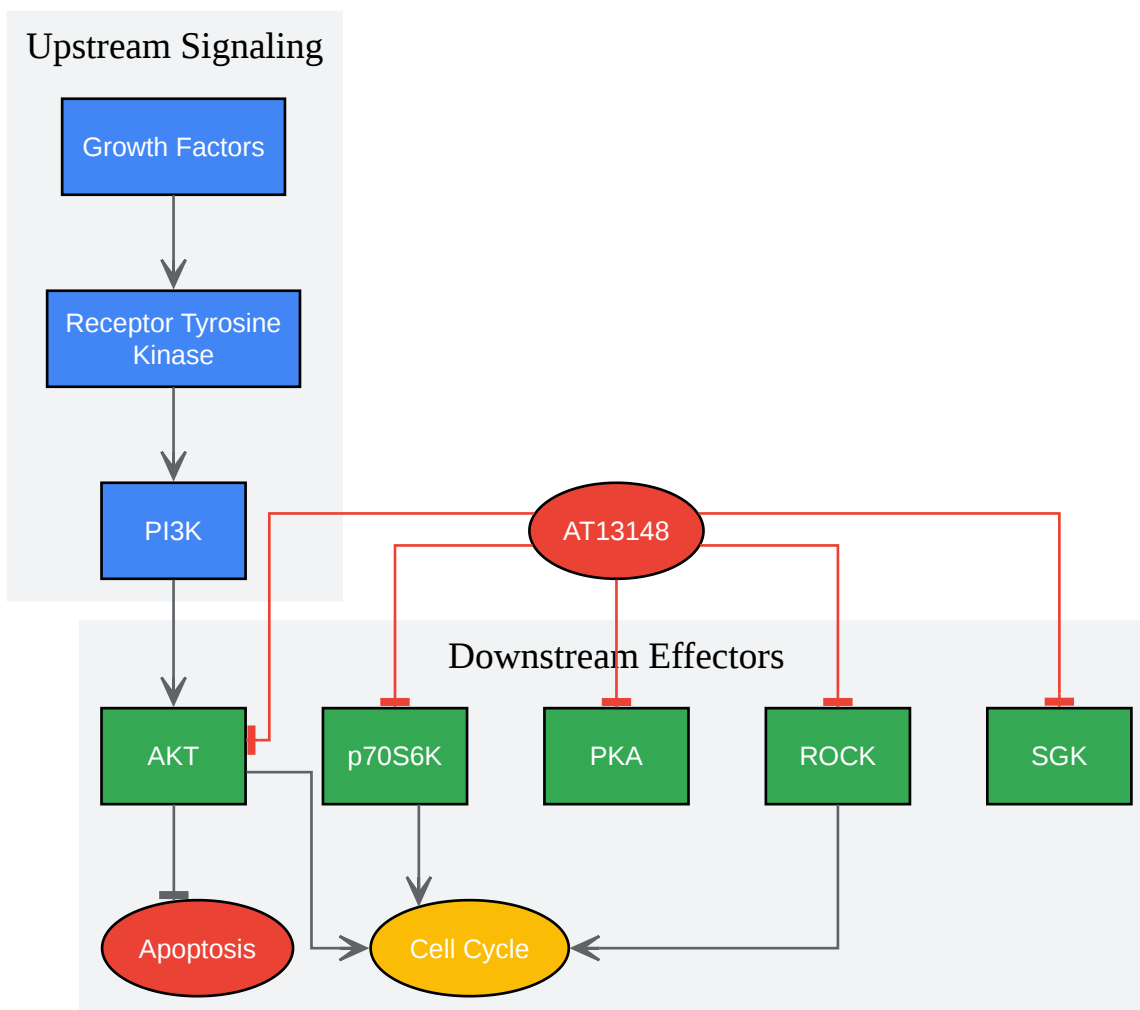 Upstream Signaling
Growth Factors
Receptor Tyrosine
Kinase
PI3K
AT13148
Downstream Effectors
AKT
p70S6K
PKA
ROCK
SGK
Apoptosis
Cell Cycle